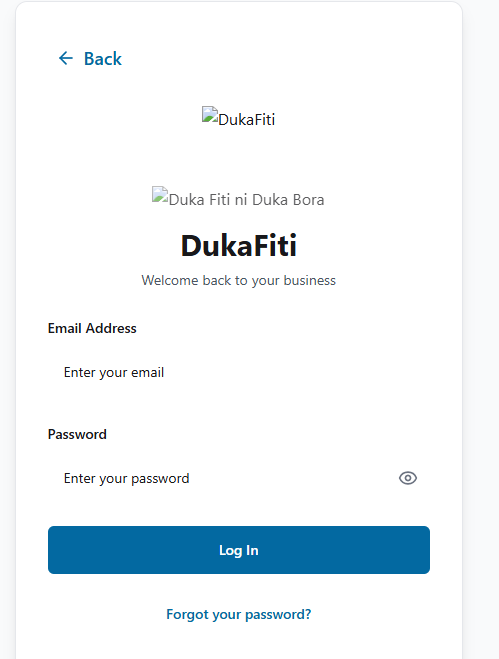 Back
DukaFiti
Duka Fiti ni Duka Bora
DukaFiti
Welcome back to your business
Email Address
Enter your email
Password
Enter your password
Log In
Forgot your password?